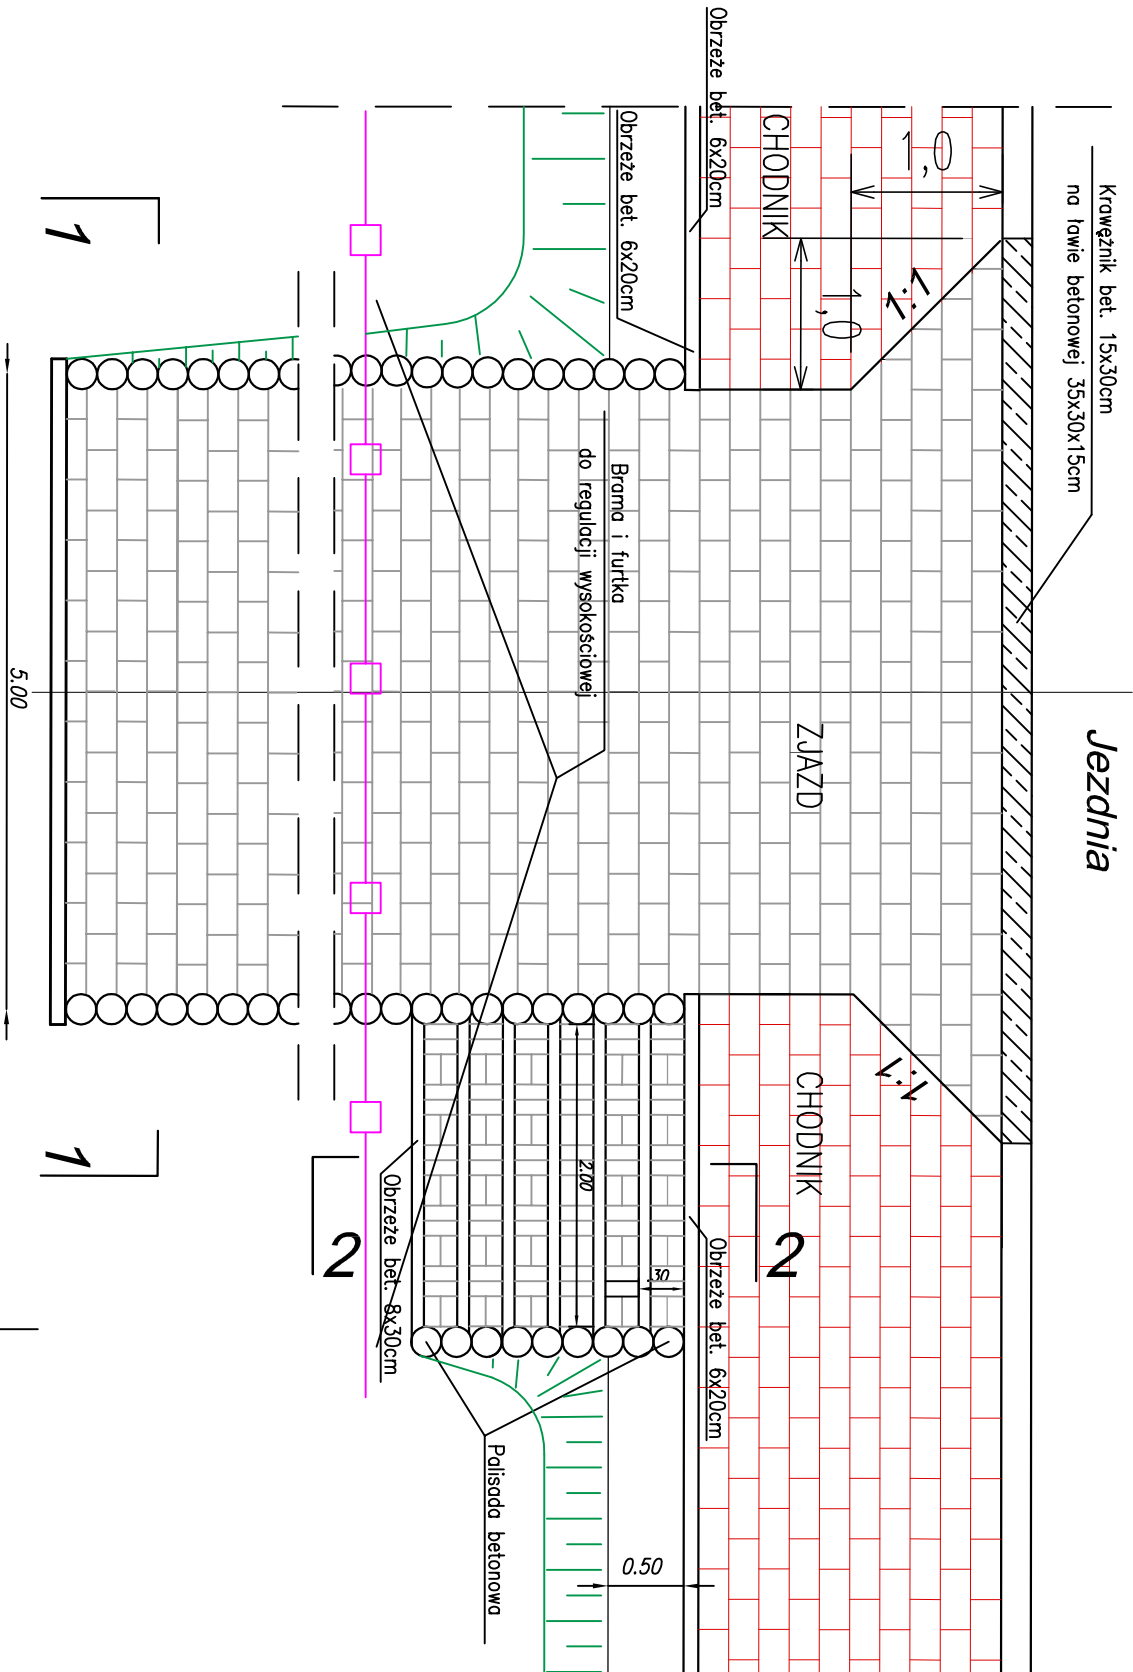 Jezdnia
Krawężnik bet. 15x30cm
na ławie betonowej 35x30x15cm
Obrzeże bet. 6x20cm
CHODNIK
1,0
1,0
1:1
Obrzeże bet. 6x20cm
ZJAZD
Brama i furtka
do regulacji wysokościowej
CHODNIK
1:1
Obrzeże bet. 6x20cm
2
2
2.00
.30
Obrzeże bet. 8x30cm
Palisada betonowa
0.50
1
1
5.00